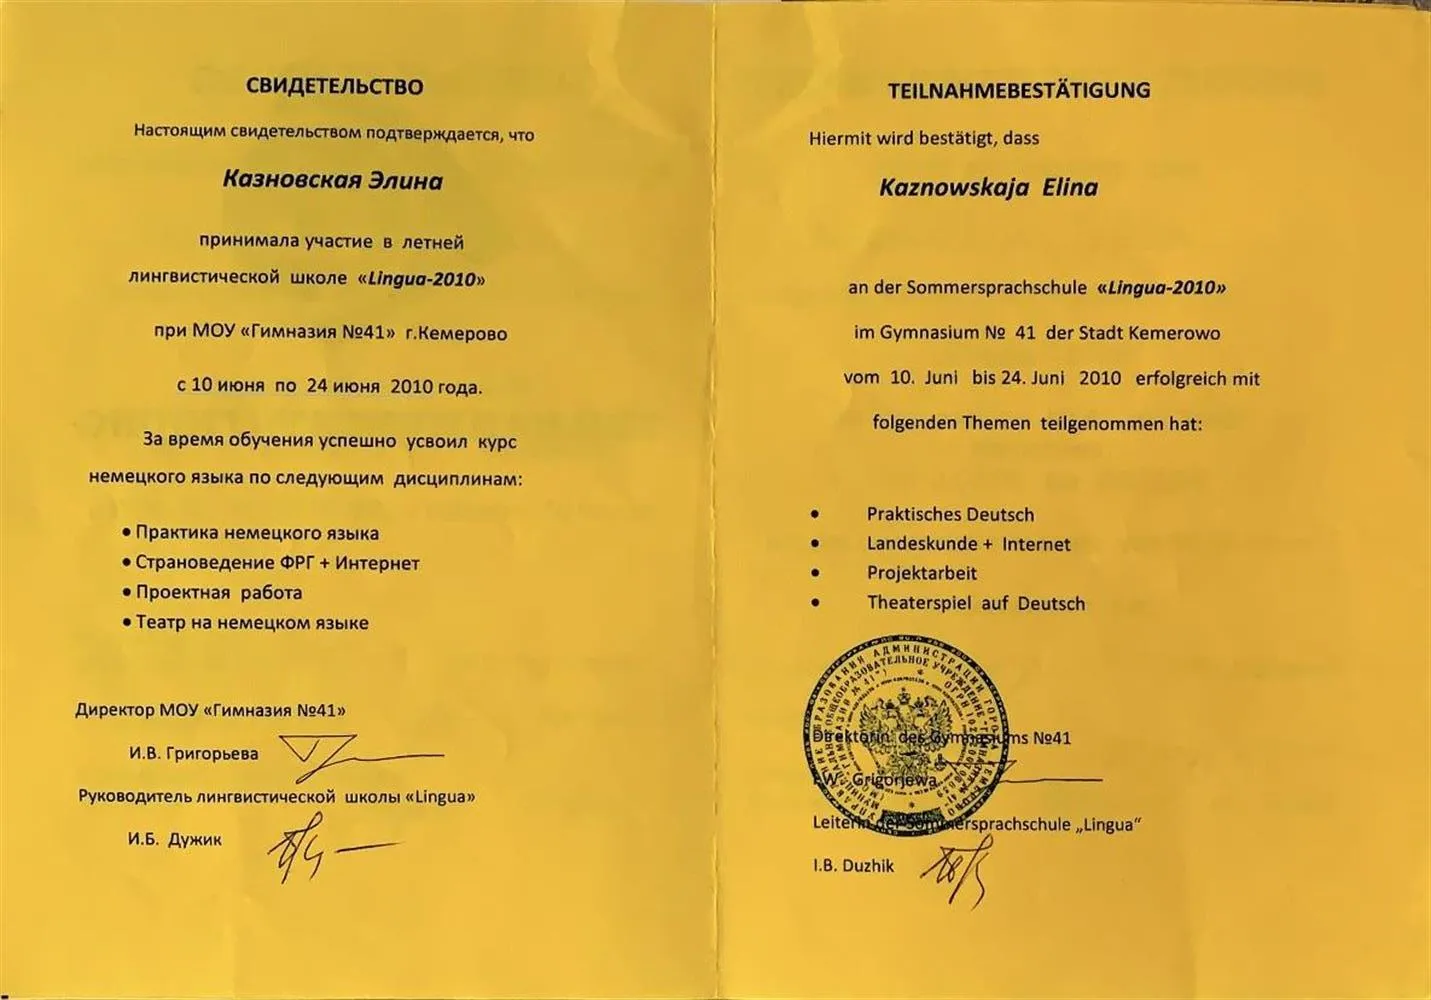 СВИДЕТЕЛЬСТВО
Настоящим свидетельством подтверждается, что
Казновская Элина
принимала участие в летней
лингвистической школе «Lingua-2010»
при МОУ «Гимназия №41» г.Кемерово
с 10 июня по 24 июня 2010 года.
За время обучения успешно усвоил курс
немецкого языка по следующим дисциплинам:
• Практика немецкого языка
• Страноведение ФРГ + Интернет
• Проектная работа
• Театр на немецком языке
Директор МОУ «Гимназия №41»
И.В. Григорьева
Руководитель лингвистической школы «Lingua»
И.Б. Дужик
TEILNAHMEBESTÄTIGUNG
Hiermit wird bestätigt, dass
Kaznowskaja Elina
an der Sommersprachschule «Lingua-2010»
im Gymnasium № 41 der Stadt Kemerowo
vom 10. Juni bis 24. Juni 2010 erfolgreich mit
folgenden Themen teilgenommen hat:
• Praktisches Deutsch
• Landeskunde + Internet
• Projektarbeit
• Theaterspiel auf Deutsch
Direktorin des Gymnasiums №41
W. Grigorjewa
Leiterin der Sommersprachschule „Lingua“
I.B. Duzhik